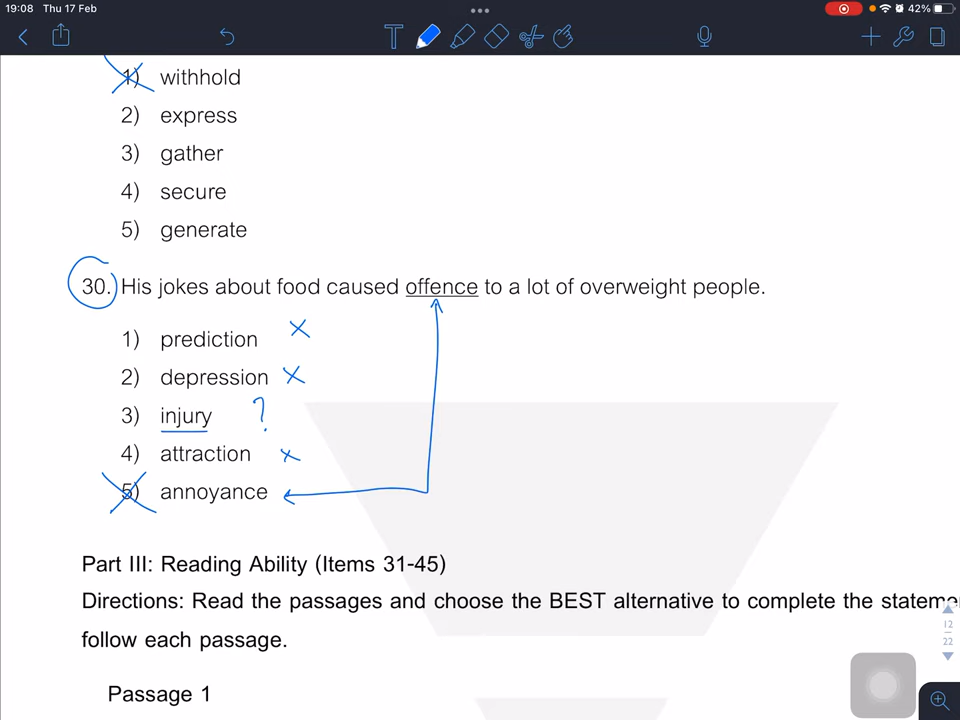 19:08 Thu 17 Feb 42%
1) withhold
2) express
3) gather
4) secure
5) generate
30. His jokes about food caused offence to a lot of overweight people.
1) prediction
2) depression
3) injury ?
4) attraction
5) annoyance
Part III: Reading Ability (Items 31-45)
Directions: Read the passages and choose the BEST alternative to complete the
follow each passage.
12
22
Passage 1